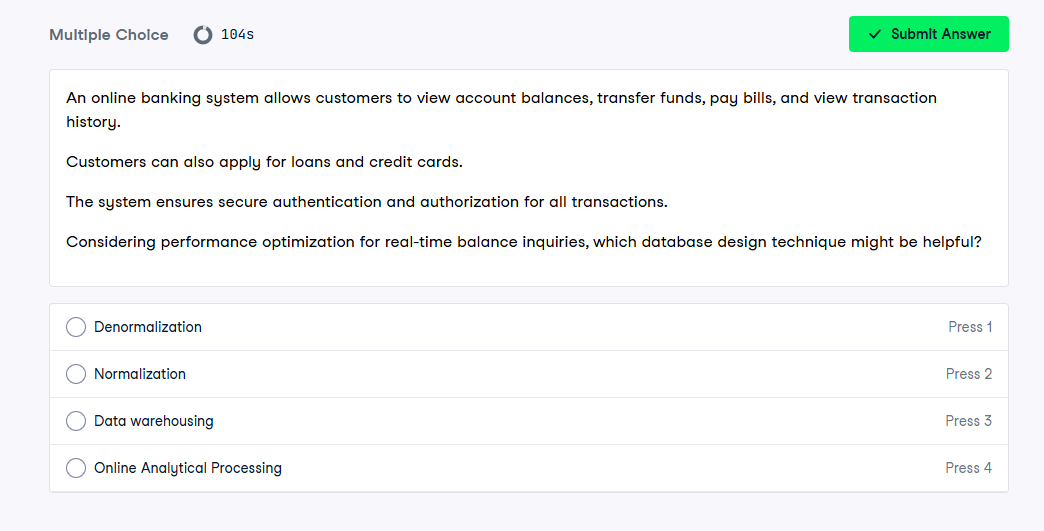 Multiple Choice
104s
Submit Answer
An online banking system allows customers to view account balances, transfer funds, pay bills, and view transaction
history.
Customers can also apply for loans and credit cards.
The system ensures secure authentication and authorization for all transactions.
Considering performance optimization for real-time balance inquiries, which database design technique might be helpful?
Denormalization Press 1
Normalization Press 2
Data warehousing Press 3
Online Analytical Processing Press 4